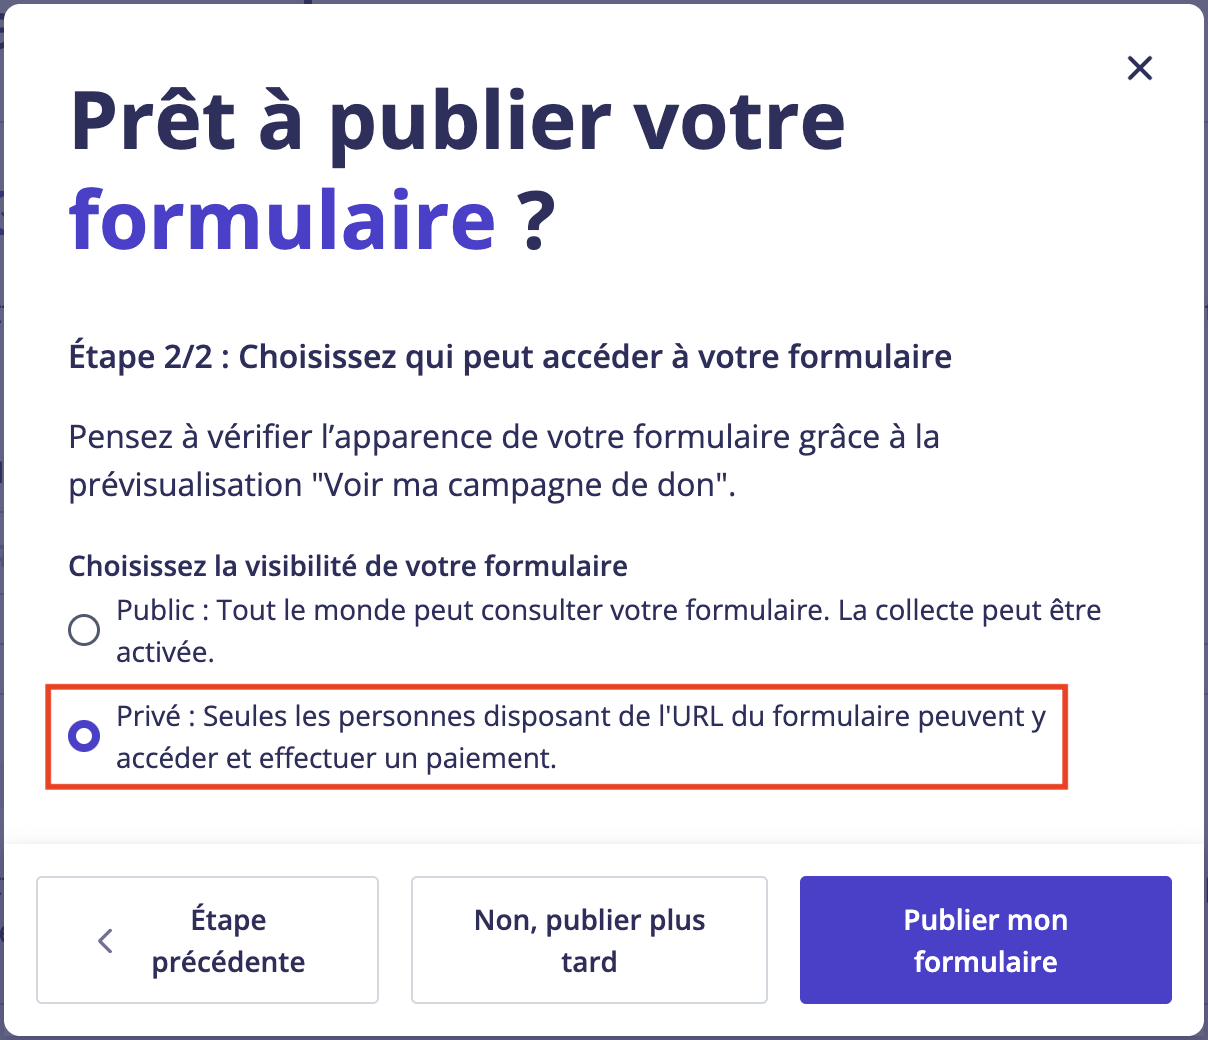 Prêt à publier votre
formulaire ?
Étape 2/2 : Choisissez qui peut accéder à votre formulaire
Pensez à vérifier l’apparence de votre formulaire grâce à la
prévisualisation "Voir ma campagne de don".
Choisissez la visibilité de votre formulaire
Public : Tout le monde peut consulter votre formulaire. La collecte peut être
activée.
Privé : Seules les personnes disposant de l'URL du formulaire peuvent y
accéder et effectuer un paiement.
Étape
précédente
Non, publier plus
tard
Publier mon
formulaire